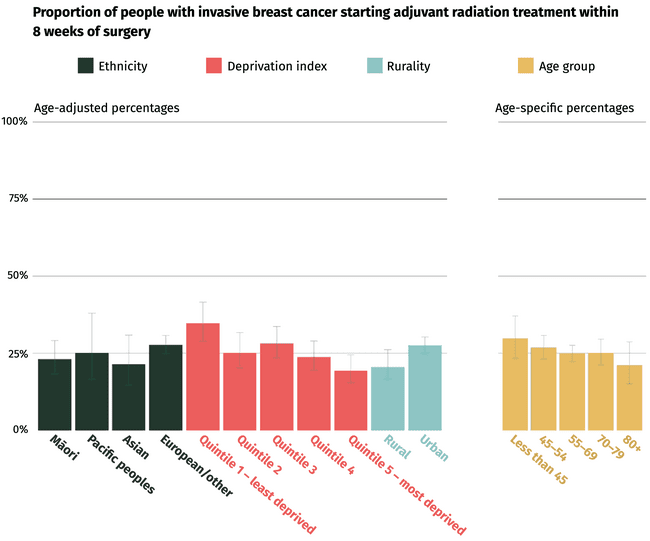 Proportion of people with invasive breast cancer starting adjuvant radiation treatment within
8 weeks of surgery
Ethnicity
Deprivation index
Rurality
Age group
Age-adjusted percentages
Age-specific percentages
100%
75%
50%
25%
0%
Māori
Pacific peoples
Asian
European/other
Quintile 1 – least deprived
Quintile 2
Quintile 3
Quintile 4
Quintile 5 – most deprived
Rural
Urban
Less than 45
45–54
55–69
70–79
80+